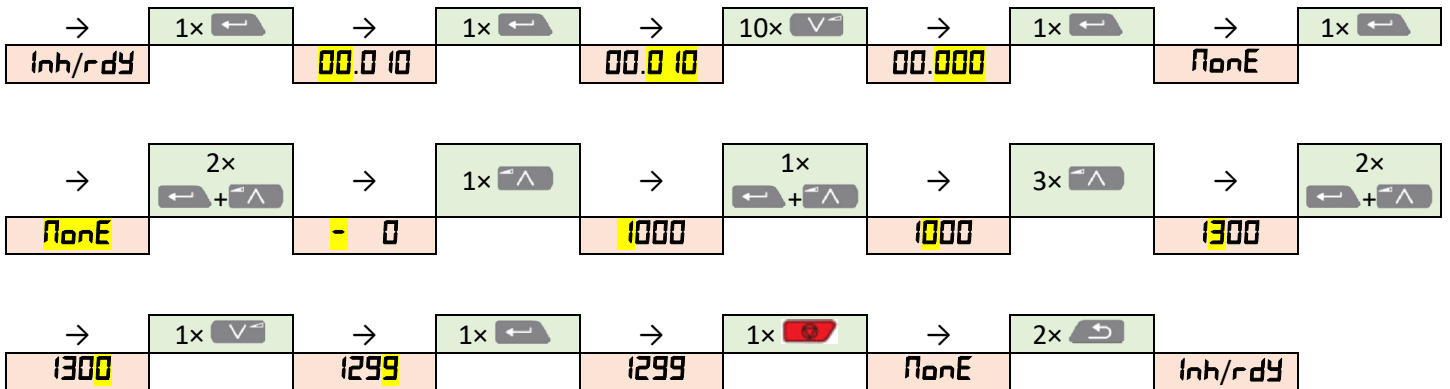 → 1× ↵ → 1× ↵ → 10× ∨ → 1× ↵ → 1× ↵
Inh/rdY 00.010 00.010 00.000 NonE
→ 2× ↵+∧ → 1× ∧ → 1× ↵+∧ → 3× ∧ → 2× ↵+∧
NonE - 0 1000 1000 1300
→ 1× ∨ → 1× ↵ → 1× → 2×
1300 1299 1299 NonE Inh/rdY